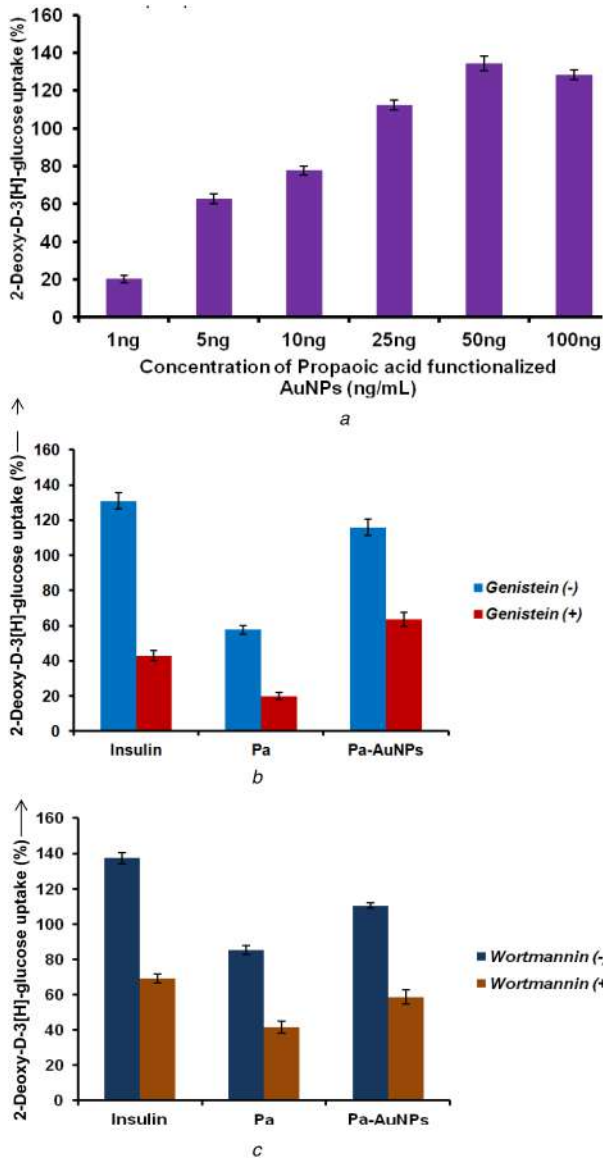 2-Deoxy-D-3[H]-glucose uptake (%)
160
140
120
100
80
60
40
20
0
1ng 5ng 10ng 25ng 50ng 100ng
Concentration of Propaoic acid functionalized
AuNPs (ng/mL)
a
2-Deoxy-D-3[H]-glucose uptake (%)
160
140
120
100
80
60
40
20
0
Insulin Pa Pa-AuNPs
Genistein (-)
Genistein (+)
b
2-Deoxy-D-3[H]-glucose uptake (%)
160
140
120
100
80
60
40
20
0
Insulin Pa Pa-AuNPs
Wortmannin (-
Wortmannin (+
c